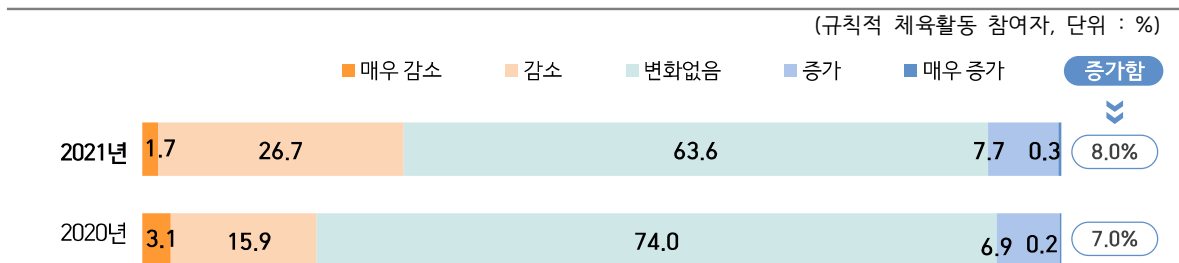 (규칙적 체육활동 참여자, 단위 : %)
매우 감소 감소 변화없음 증가 매우 증가 증가함
2021년 1.7 26.7 63.6 7.7 0.3 8.0%
2020년 3.1 15.9 74.0 6.9 0.2 7.0%